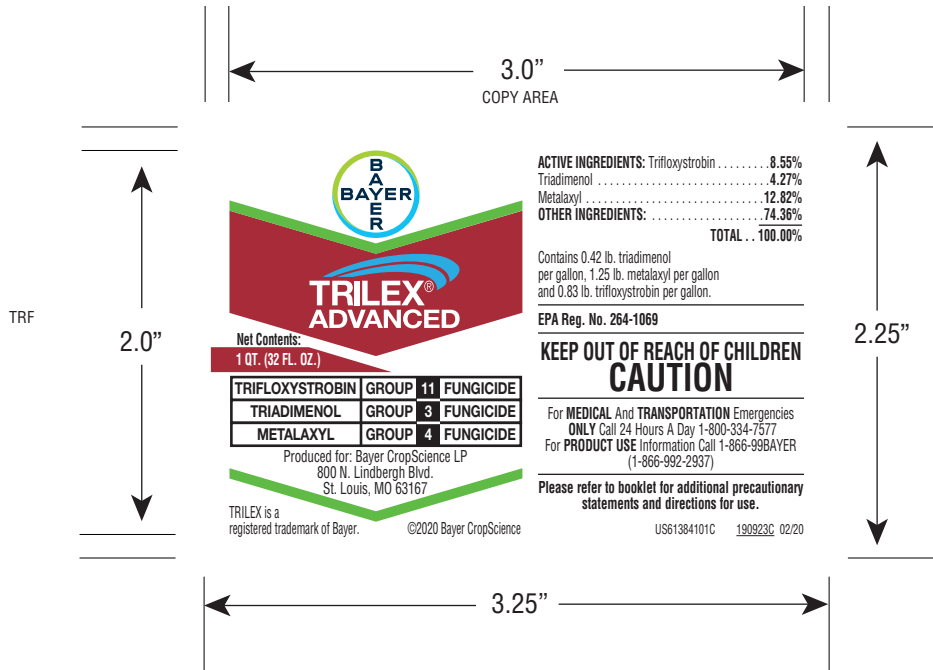 3.0”
COPY AREA
TRF
2.0”
BAYER
BAYER
TRILEX®
ADVANCED
Net Contents:
1 QT. (32 FL. OZ.)
TRIFLOXYSTROBIN GROUP 11 FUNGICIDE
TRIADIMENOL GROUP 3 FUNGICIDE
METALAXYL GROUP 4 FUNGICIDE
Produced for: Bayer CropScience LP
800 N. Lindbergh Blvd.
St. Louis, MO 63167
TRILEX is a
registered trademark of Bayer. ©2020 Bayer CropScience
ACTIVE INGREDIENTS: Trifloxystrobin . . . . . . . . . 8.55%
Triadimenol . . . . . . . . . . . . . . . . . . . . . . . . . . . . 4.27%
Metalaxyl . . . . . . . . . . . . . . . . . . . . . . . . . . . . . 12.82%
OTHER INGREDIENTS: . . . . . . . . . . . . . . . . . . . 74.36%
TOTAL . . 100.00%
Contains 0.42 lb. triadimenol
per gallon, 1.25 lb. metalaxyl per gallon
and 0.83 lb. trifloxystrobin per gallon.
EPA Reg. No. 264-1069
KEEP OUT OF REACH OF CHILDREN
CAUTION
For MEDICAL And TRANSPORTATION Emergencies
ONLY Call 24 Hours A Day 1-800-334-7577
For PRODUCT USE Information Call 1-866-99BAYER
(1-866-992-2937)
Please refer to booklet for additional precautionary
statements and directions for use.
US61384101C 190923C 02/20
2.25”
3.25”